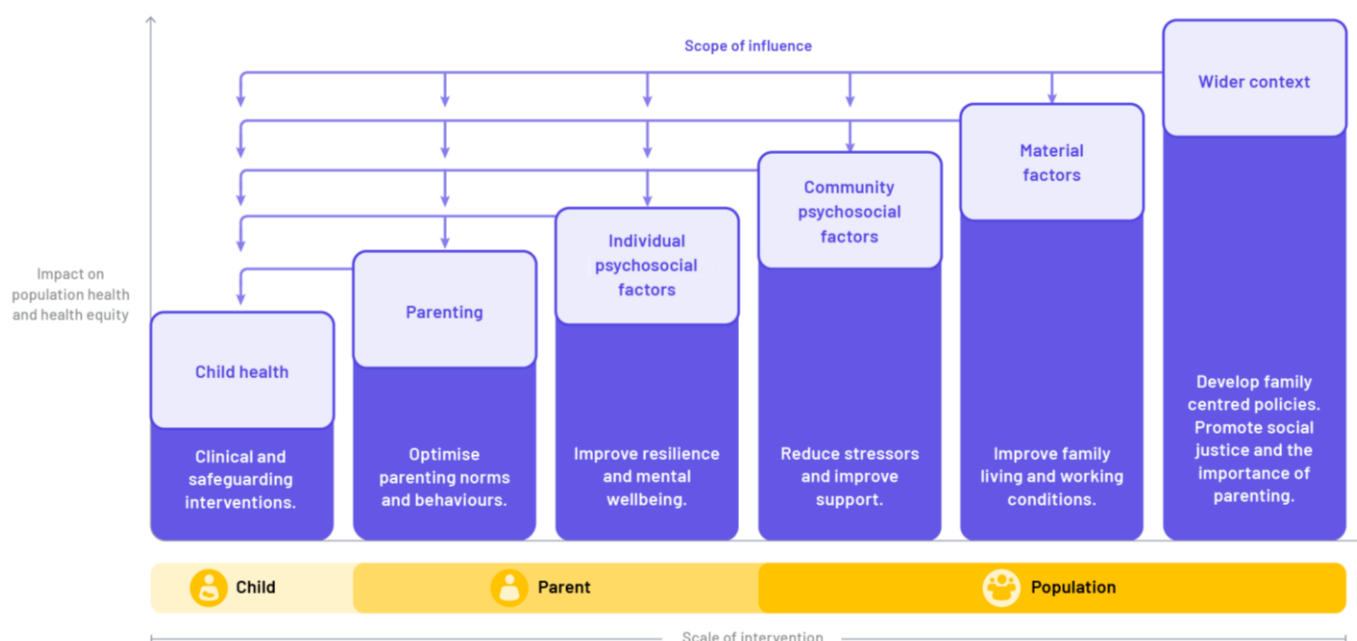 Scope of influence
Wider context
Material
factors
Community
psychosocial
factors
Individual
psychosocial
factors
Parenting
Child health
Impact on
population health
and health equity
Clinical and
safeguarding
interventions.
Optimise
parenting norms
and behaviours.
Improve resilience
and mental
wellbeing.
Reduce stressors
and improve
support.
Improve family
living and working
conditions.
Develop family
centred policies.
Promote social
justice and the
importance of
parenting.
Child
Parent
Population
Scale of intervention